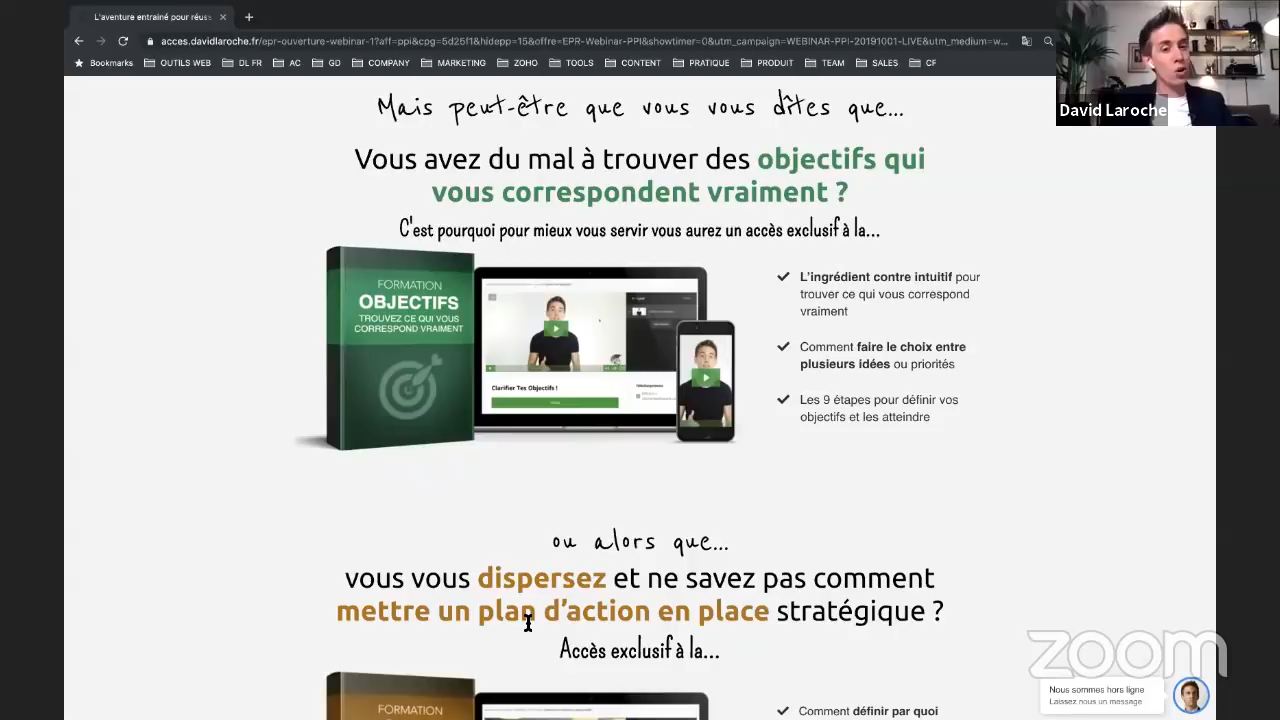 L'aventure entrainé pour réuss
acces.davidlaroche.fr/epr-ouverture-webinar-1?aff=ppi&cpg=5d25f1&hidepp=15&offre=EPR-Webinar-PPI&showtimer=0&utm_campaign=WEBINAR-PPI-20191001-LIVE&utm_medium=w...
Bookmarks OUTILS WEB DL FR AC GD COMPANY MARKETING ZOHO TOOLS CONTENT PRATIQUE PRODUIT TEAM SALES CF
David Laroche
Mais peut-être que vous vous dîtes que...
Vous avez du mal à trouver des objectifs qui
vous correspondent vraiment ?
C'est pourquoi pour mieux vous servir vous aurez un accès exclusif à la...
FORMATION
OBJECTIFS
TROUVEZ CE QUI VOUS
CORRESPOND VRAIMENT
Clarifier Tes Objectifs !
L'ingrédient contre intuitif pour
trouver ce qui vous correspond
vraiment
Comment faire le choix entre
plusieurs idées ou priorités
Les 9 étapes pour définir vos
objectifs et les atteindre
ou alors que...
vous vous dispersez et ne savez pas comment
mettre un plan d'action en place stratégique ?
Accès exclusif à la...
FORMATION
Comment définir par quoi
zoom
Nous sommes hors ligne
Laissez nous un message